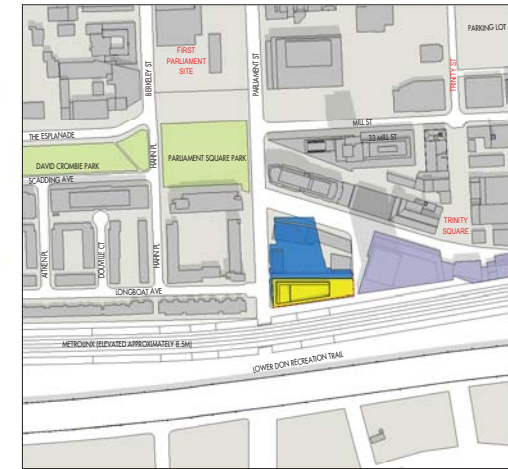 PARKING LOT
FIRST
PARLIAMENT
SITE
BERKELEY ST
PARLIAMENT ST
TRINITY ST
MILL ST
THE ESPLANADE
33 MILL ST
HAHN PL
DAVID CROMBIE PARK
PARLIAMENT SQUARE PARK
SCADDING AVE
TRINITY
SQUARE
AITKEN PL
DOUVILLE CT
HAHN PL
LONGBOAT AVE
METROLINX (ELEVATED APPROXIMATELY 8.5M)
LOWER DON RECREATION TRAIL